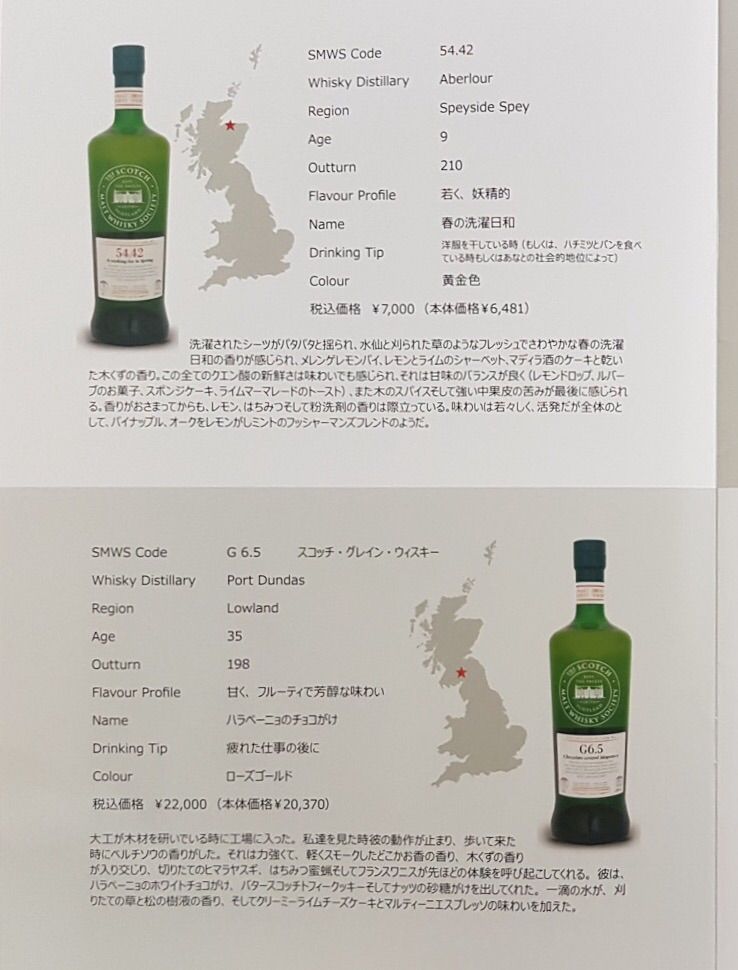 SMWS Code 54.42
Whisky Distillery Aberlour
Region Speyside Spey
Age 9
Outturn 210
Flavour Profile 若く、妖精的
Name 春の洗濯日和
Drinking Tip 洋服を干している時（もしくは、ハチミツとパンを食べ
ている時もしくはあなとの社会的地位によって）
Colour 黄金色
税込価格 ￥7,000（本体価格￥6,481）
THE SCOTCH
MALT WHISKY SOCIETY
54.42
洗濯されたシーツがパタパタと揺られ、水仙と刈られた草のようなフレッシュでさわやかな春の洗濯
日和の香りが感じられ、メレンゲレモンパイ、レモンとライムのシャーベット、マディラ酒のケーキと乾い
た木くずの香り。この全てのクエン酸の新鮮さは味わいでも感じられ、それは甘味のバランスが良く（レモンドロップ、ルバー
ブのお菓子、スポンジケーキ、ライムマーマレードのトースト）、また木のスパイスそして強い中果皮の苦みが最後に感じられ
る。香りがおさまってからも、レモン、はちみつそして粉洗剤の香りは際立っている。味わいは若々しく、活発だが全体のと
して、パイナップル、オークをレモンがしミントのフッシャーマンズフレンドのようだ。
SMWS Code G 6.5 スコッチ・グレイン・ウィスキー
Whisky Distillery Port Dundas
Region Lowland
Age 35
Outturn 198
Flavour Profile 甘く、フルーティで芳醇な味わい
Name ハラペーニョのチョコがけ
Drinking Tip 疲れた仕事の後に
Colour ローズゴールド
税込価格 ￥22,000（本体価格￥20,370）
THE SCOTCH
MALT WHISKY SOCIETY
G6.5
Chocolate coated Jalapenos
大工が木材を研いでいる時に工場に入った。私達を見た時彼の動作が止まり、歩いて来た
時にベルチソウの香りがした。それは力強くて、軽くスモークしたどこかお香の香り、木くずの香り
が入り交じり、切りたてのヒマラヤスギ、はちみつ蜜蝋そしてフランスワニスが先ほどの体験を呼び起こしてくれる。彼は、
ハラペーニョのホワイトチョコがけ、バタースコッチトフィークッキーそしてナッツの砂糖がけを出してくれた。一滴の水が、刈
りたての草と松の樹液の香り、そしてクリーミーライムチーズケーキとマルティーニエスプレッソの味わいを加えた。